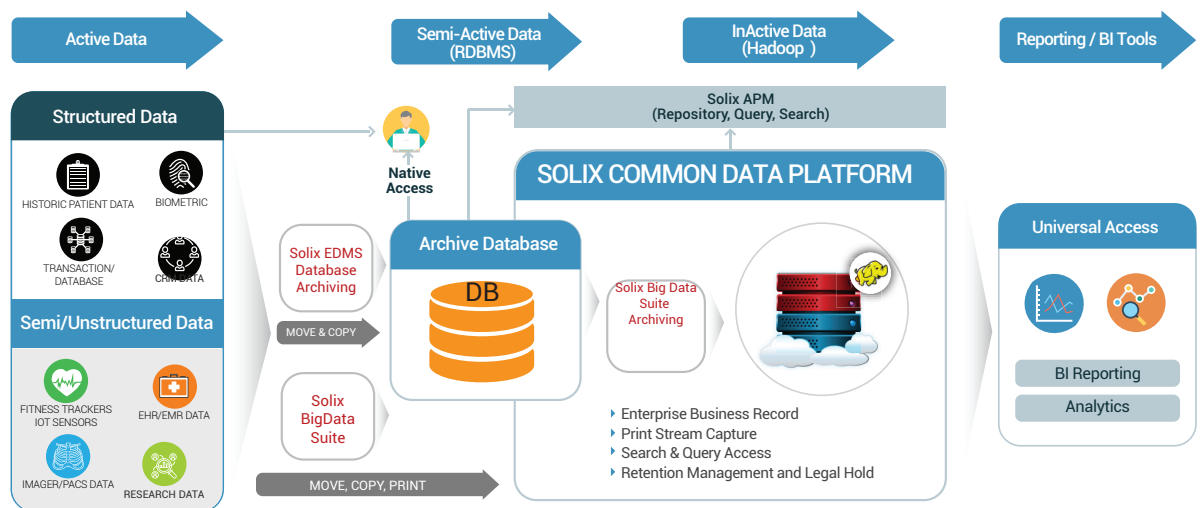 Active Data
Semi-Active Data
(RDBMS)
InActive Data
(Hadoop )
Reporting / BI Tools
Structured Data
HISTORIC PATIENT DATA
BIOMETRIC
TRANSACTION/
DATABASE
CRM DATA
Semi/Unstructured Data
FITNESS TRACKERS
IOT SENSORS
EHR/EMR DATA
IMAGER/PACS DATA
RESEARCH DATA
Native
Access
Solix EDMS
Database
Archiving
MOVE & COPY
Solix
BigData
Suite
MOVE, COPY, PRINT
Archive Database
DB
Solix APM
(Repository, Query, Search)
SOLIX COMMON DATA PLATFORM
Solix Big Data
Suite
Archiving
Enterprise Business Record
Print Stream Capture
Search & Query Access
Retention Management and Legal Hold
Universal Access
BI Reporting
Analytics